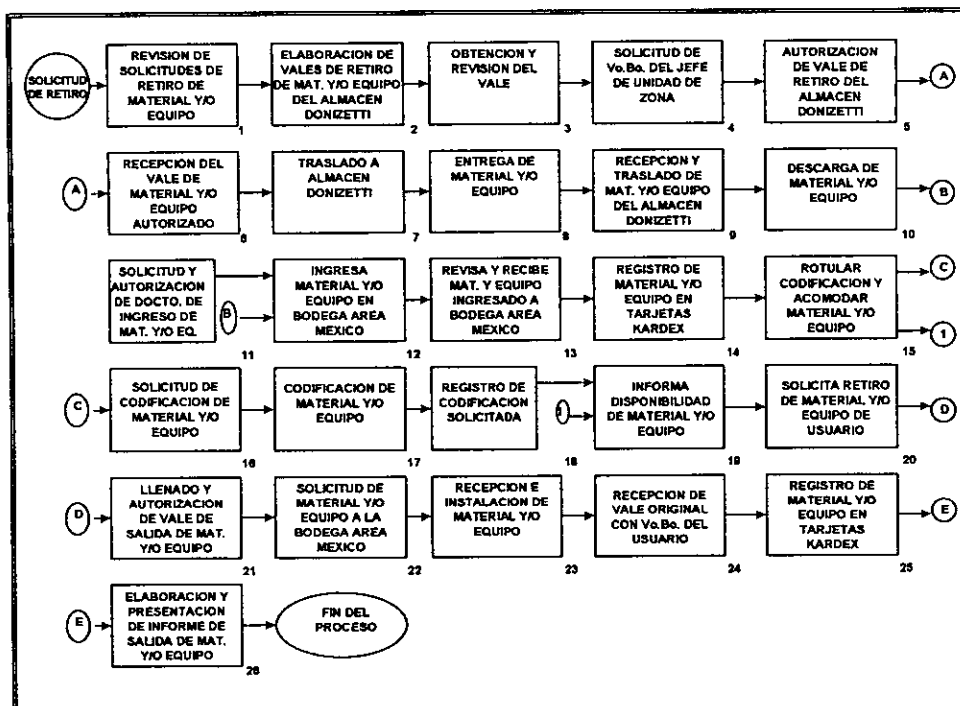 SOLICITUD
DE RETIRO
REVISION DE
SOLICITUDES DE
RETIRO DE
MATERIAL Y/O
EQUIPO
1
ELABORACION DE
VALES DE RETIRO
DE MAT. Y/O EQUIPO
DEL ALMACEN
DONIZETTI
2
OBTENCION Y
REVISION DEL
VALE
3
SOLICITUD DE
Vo.Bo. DEL JEFE
DE UNIDAD DE
ZONA
4
AUTORIZACION
DE VALE DE
RETIRO DEL
ALMACEN
DONIZETTI
5
A
A
RECEPCION DEL
VALE DE
MATERIAL Y/O
EQUIPO
AUTORIZADO
6
TRASLADO A
ALMACEN
DONIZETTI
7
ENTREGA DE
MATERIAL Y/O
EQUIPO
8
RECEPCION Y
TRASLADO DE
MAT. Y/O EQUIPO
DEL ALMACEN
DONIZETTI
9
DESCARGA DE
MATERIAL Y/O
EQUIPO
10
B
SOLICITUD Y
AUTORIZACION
DE DOCTO. DE
INGRESO DE
MAT. Y/O EQ.
11
B
INGRESA
MATERIAL Y/O
EQUIPO EN
BODEGA AREA
MEXICO
12
REVISA Y RECIBE
MAT. Y EQUIPO
INGRESADO A
BODEGA AREA
MEXICO
13
REGISTRO DE
MATERIAL Y/O
EQUIPO EN
TARJETAS
KARDEX
14
ROTULAR
CODIFICACION Y
ACOMODAR
MATERIAL Y/O
EQUIPO
15
C
1
C
SOLICITUD DE
CODIFICACION DE
MATERIAL Y/O
EQUIPO
16
CODIFICACION DE
MATERIAL Y/O
EQUIPO
17
REGISTRO DE
CODIFICACION
SOLICITADA
18
1
INFORMA
DISPONIBILIDAD
DE MATERIAL Y/O
EQUIPO
19
SOLICITA RETIRO
DE MATERIAL Y/O
EQUIPO DE
USUARIO
20
D
D
LLENADO Y
AUTORIZACION
DE VALE DE
SALIDA DE MAT.
Y/O EQUIPO
21
SOLICITUD DE
MATERIAL Y/O
EQUIPO A LA
BODEGA AREA
MEXICO
22
RECEPCION E
INSTALACION DE
MATERIAL Y/O
EQUIPO
23
RECEPCION DE
VALE ORIGINAL
CON Vo.Bo. DEL
USUARIO
24
REGISTRO DE
MATERIAL Y/O
EQUIPO EN
TARJETAS
KARDEX
25
E
E
ELABORACION Y
PRESENTACION
DE INFORME DE
SALIDA DE MAT.
Y/O EQUIPO
26
FIN DEL
PROCESO